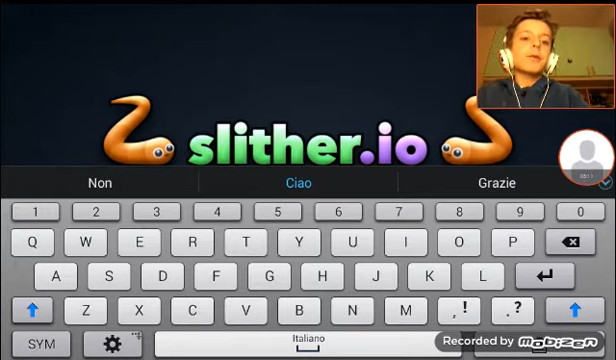 slither.io
Non Ciao Grazie
1 2 3 4 5 6 7 8 9 0
Q W E R T Y U I O P
A S D F G H J K L
Z X C V B N M , ! . ?
SYM Italiano
Recorded by mobizen